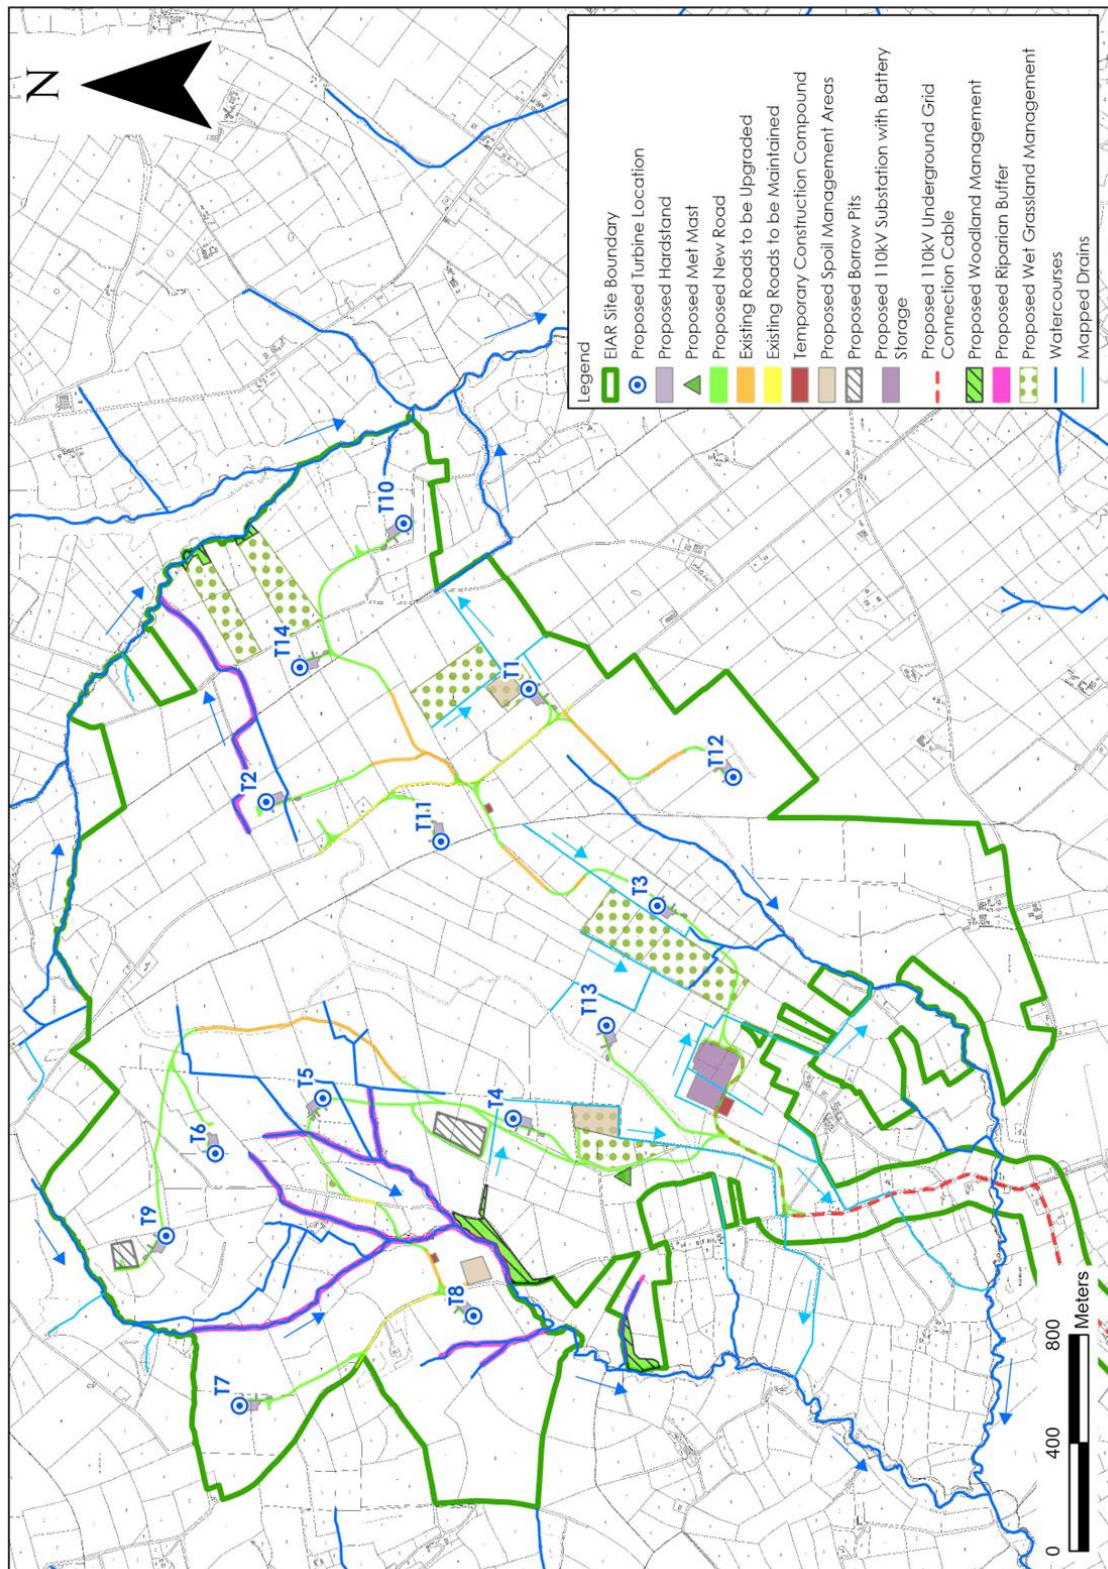 N
Legend
EIAR Site Boundary
Proposed Turbine Location
Proposed Hardstand
Proposed Met Mast
Proposed New Road
Existing Roads to be Upgraded
Existing Roads to be Maintained
Temporary Construction Compound
Proposed Spoil Management Areas
Proposed Borrow Pits
Proposed 110kV Substation with Battery
Storage
Proposed 110kV Underground Grid
Connection Cable
Proposed Woodland Management
Proposed Riparian Buffer
Proposed Wet Grassland Management
Watercourses
Mapped Drains
T7
T9
T6
T5
T2
T14
T10
T8
T4
T13
T11
T3
T1
T12
0
400
800
Meters